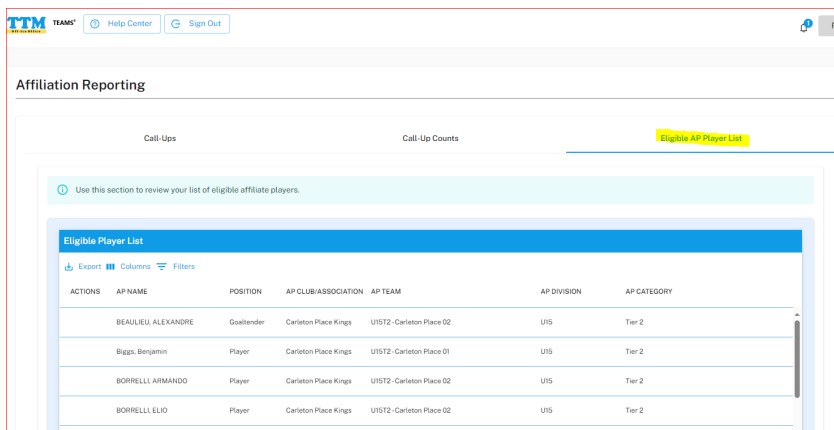 TTM TEAMS® Help Center Sign Out 1
Affiliation Reporting
Call-Ups Call-Up Counts Eligible AP Player List
Use this section to review your list of eligible affiliate players.
Eligible Player List
Export Columns Filters
ACTIONS AP NAME POSITION AP CLUB/ASSOCIATION AP TEAM AP DIVISION AP CATEGORY
BEAULIEU, ALEXANDRE Goaltender Carleton Place Kings U15T2 - Carleton Place 02 U15 Tier 2
Biggs, Benjamin Player Carleton Place Kings U15T2 - Carleton Place 01 U15 Tier 2
BORRELLI, ARMANDO Player Carleton Place Kings U15T2 - Carleton Place 02 U15 Tier 2
BORRELLI, ELIO Player Carleton Place Kings U15T2 - Carleton Place 02 U15 Tier 2